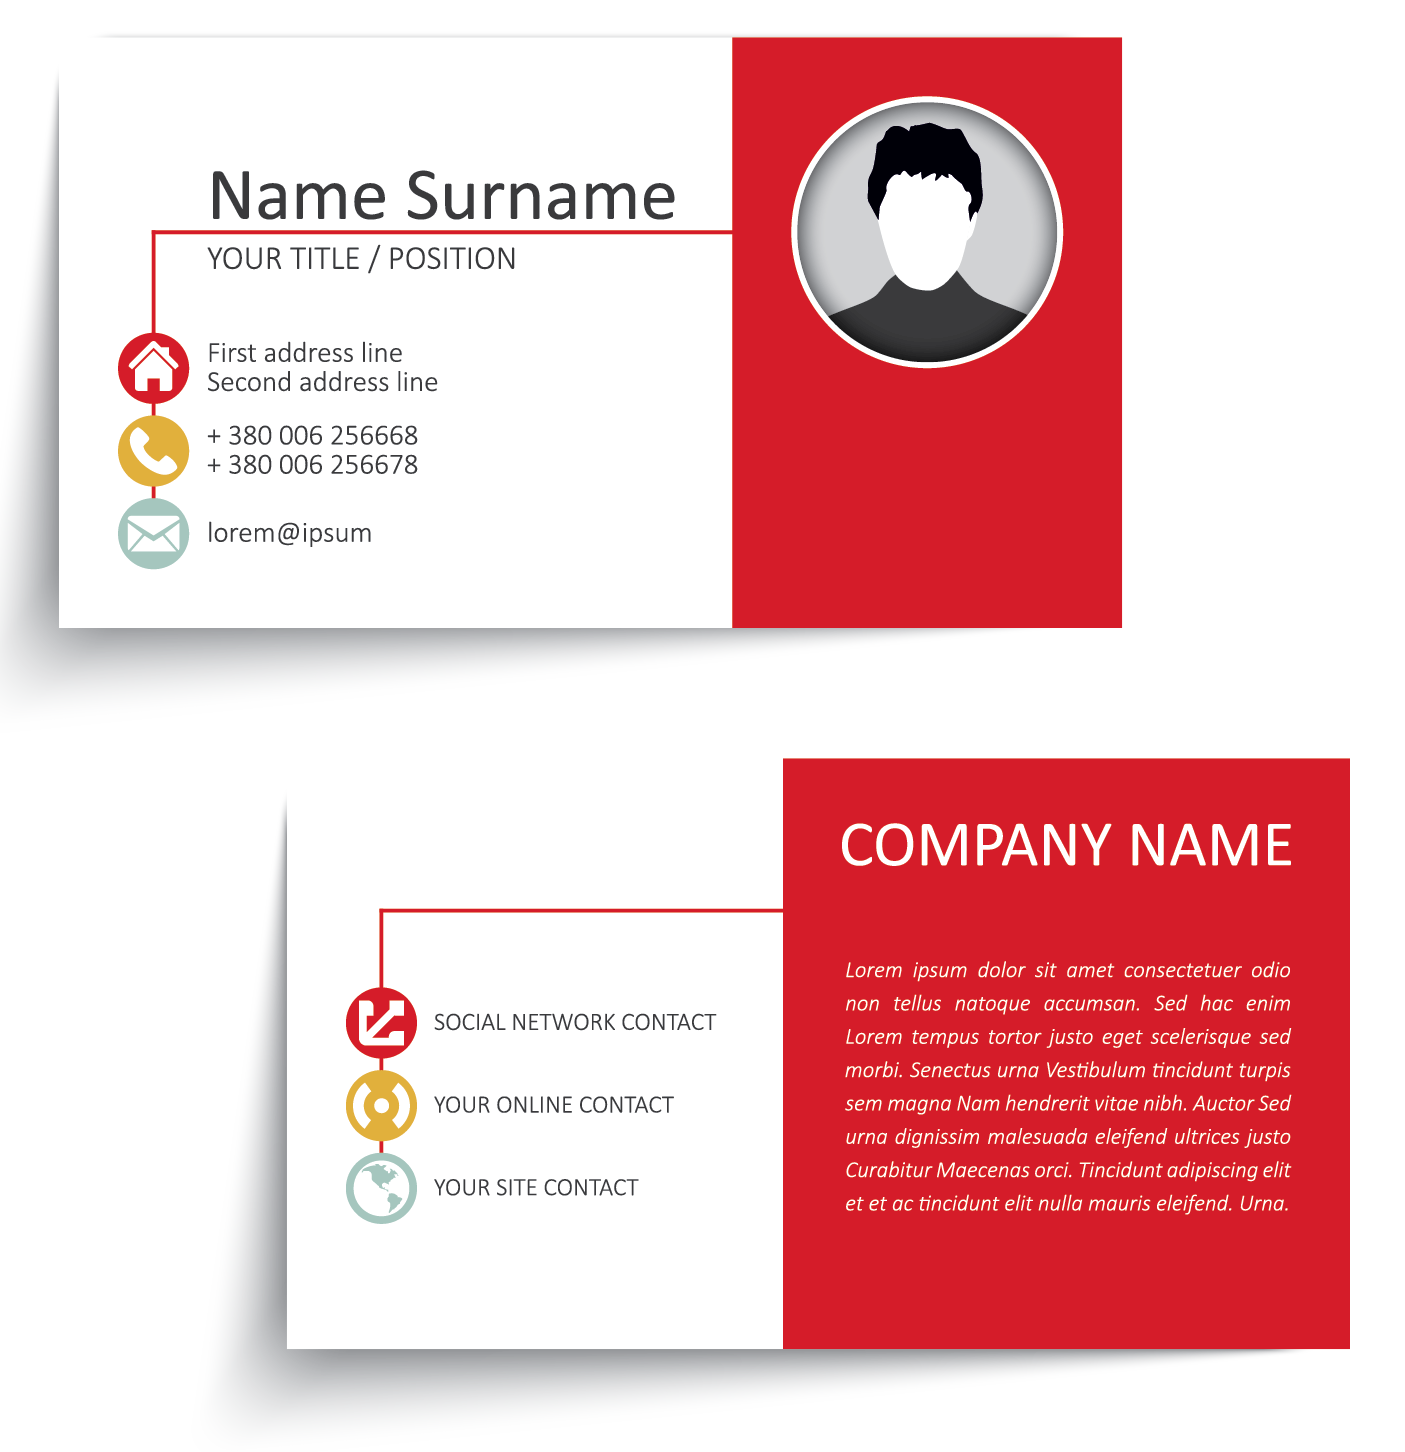 Name Surname
YOUR TITLE / POSITION
First address line
Second address line
+ 380 006 256668
+ 380 006 256678
lorem@ipsum
COMPANY NAME
SOCIAL NETWORK CONTACT
YOUR ONLINE CONTACT
YOUR SITE CONTACT
Lorem ipsum dolor sit amet consectetuer odio
non tellus natoque accumsan. Sed hac enim
Lorem tempus tortor justo eget scelerisque sed
morbi. Senectus urna Vestibulum tincidunt turpis
sem magna Nam hendrerit vitae nibh. Auctor Sed
urna dignissim malesuada eleifend ultrices justo
Curabitur Maecenas orci. Tincidunt adipiscing elit
et et ac tincidunt elit nulla mauris eleifend. Urna.